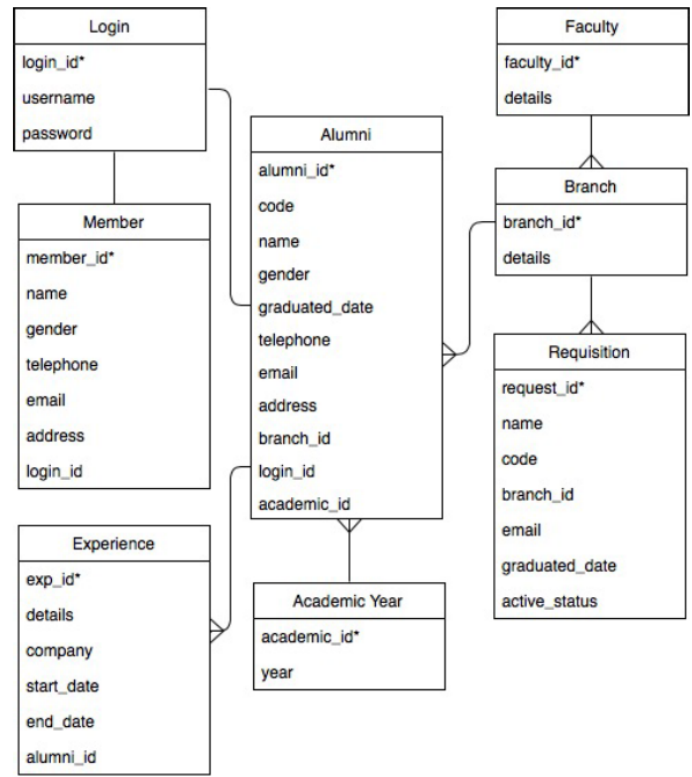 Login
login_id*
username
password
Member
member_id*
name
gender
telephone
email
address
login_id
Experience
exp_id*
details
company
start_date
end_date
alumni_id
Alumni
alumni_id*
code
name
gender
graduated_date
telephone
email
address
branch_id
login_id
academic_id
Academic Year
academic_id*
year
Faculty
faculty_id*
details
Branch
branch_id*
details
Requisition
request_id*
name
code
branch_id
email
graduated_date
active_status